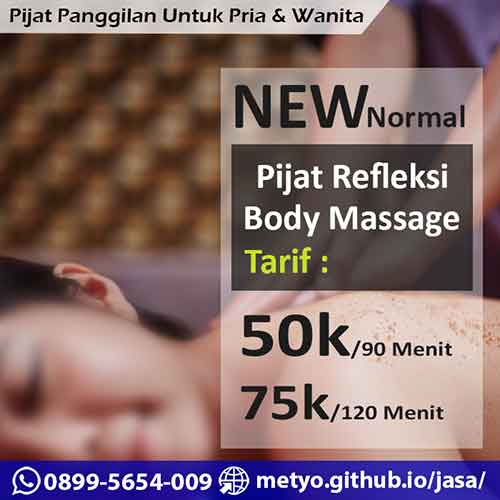 Pijat Panggilan Untuk Pria & Wanita
NEW Normal
Pijat Refleksi
Body Massage
Tarif :
50k/90 Menit
75k/120 Menit
0899-5654-009 metyo.github.io/jasa/